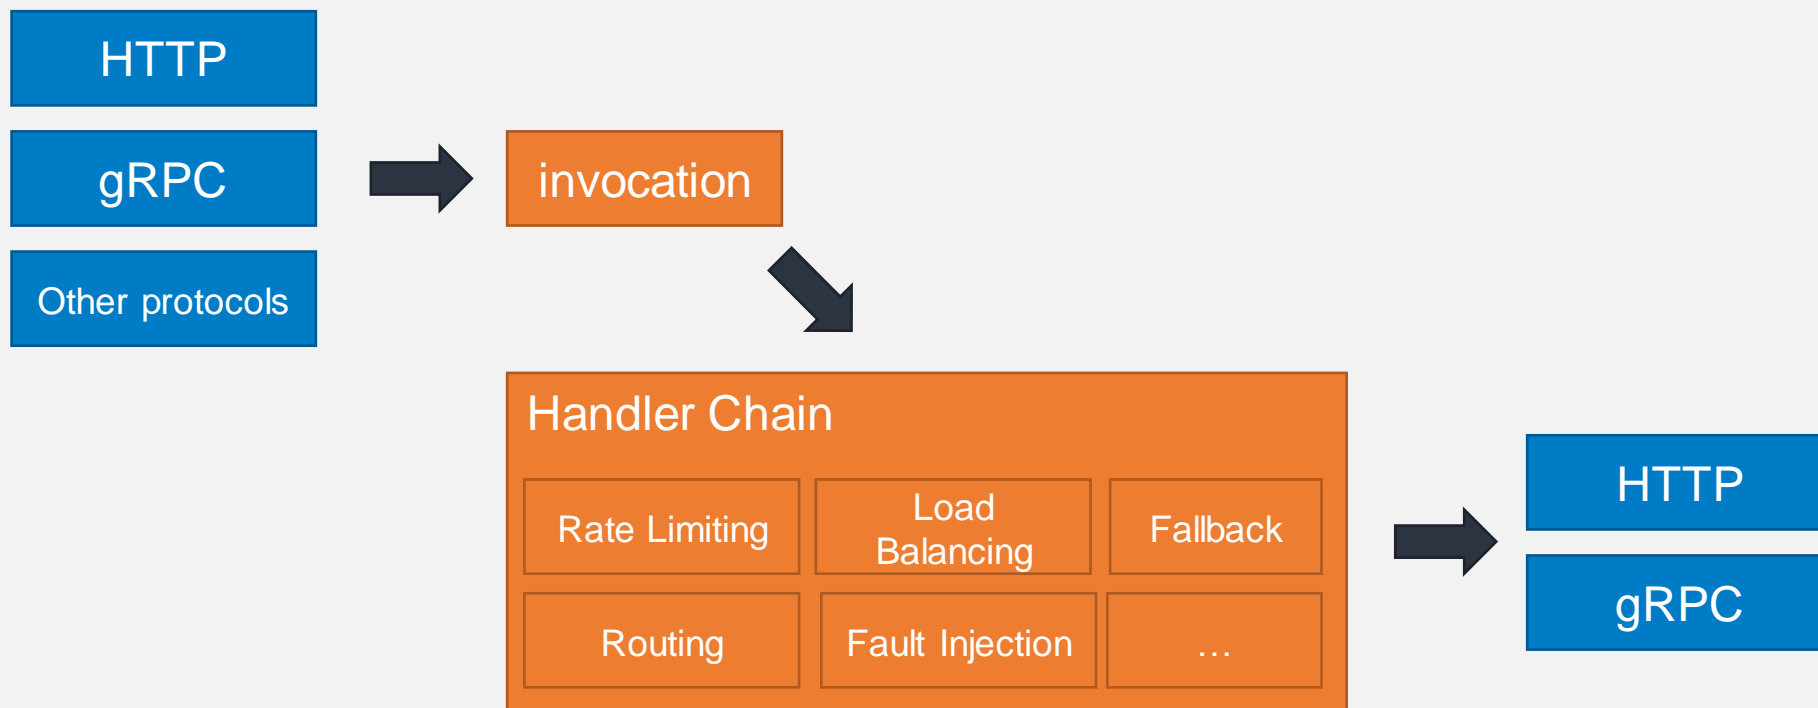 HTTP
gRPC
Other protocols
invocation
Handler Chain
Rate Limiting
Load
Balancing
Fallback
Routing
Fault Injection
…
HTTP
gRPC